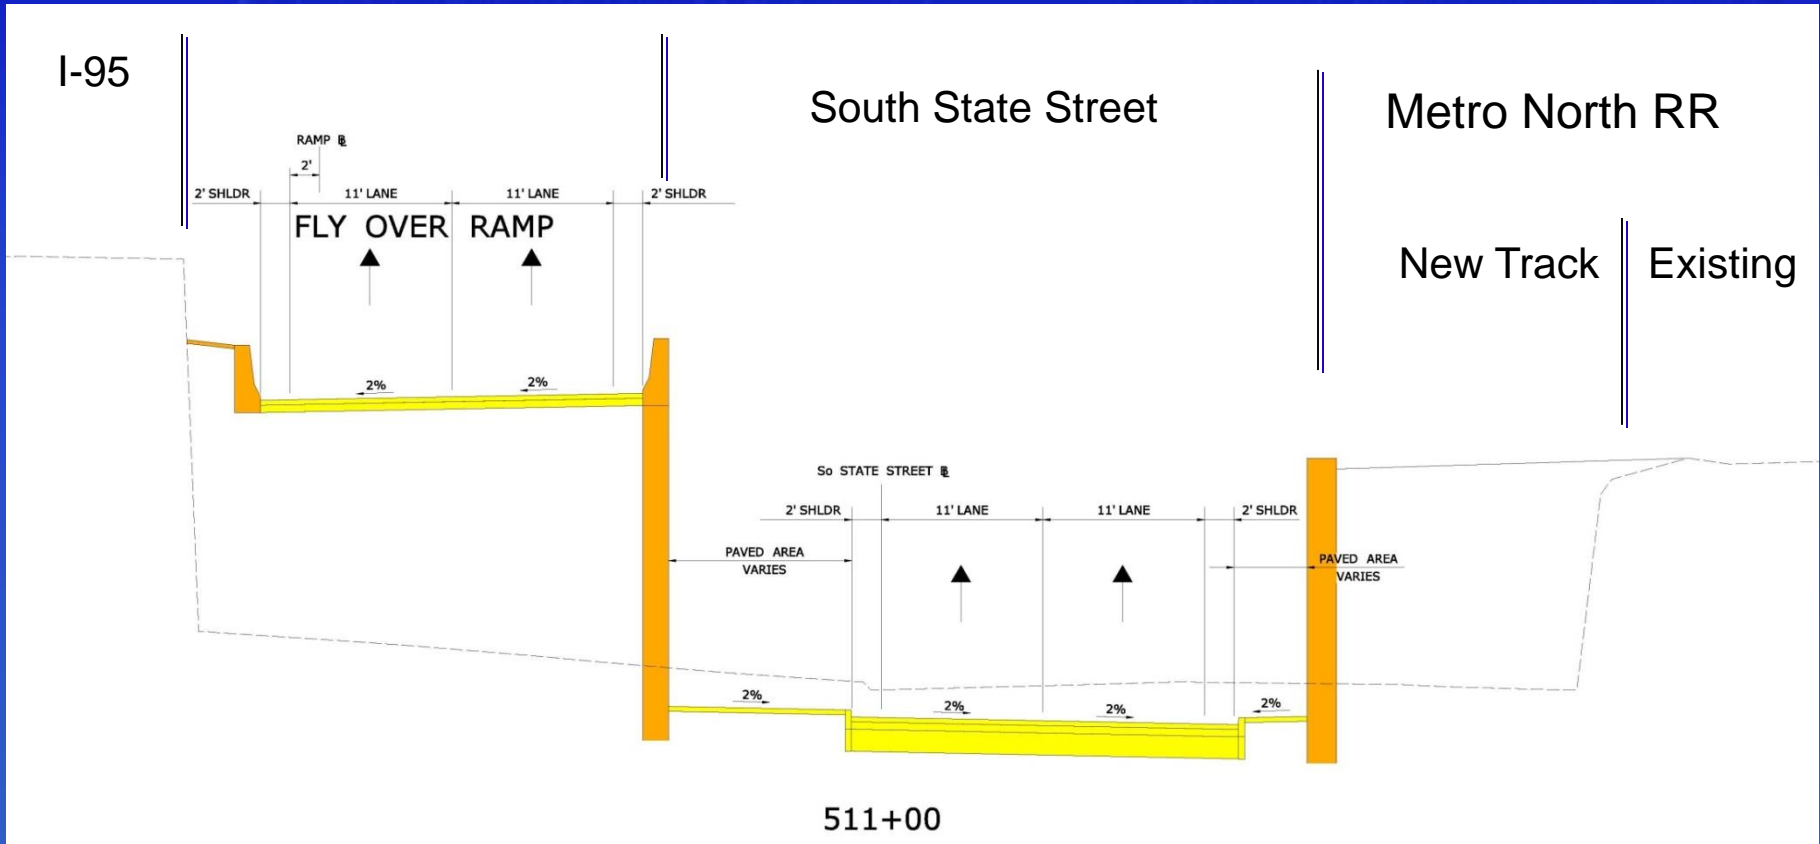 I-95
South State Street
Metro North RR
New Track
Existing
RAMP ℄
2'
2' SHLDR
11' LANE
11' LANE
2' SHLDR
FLY OVER RAMP
2%
2%
So STATE STREET ℄
2' SHLDR
11' LANE
11' LANE
2' SHLDR
PAVED AREA
VARIES
PAVED AREA
VARIES
2%
2%
2%
2%
511+00